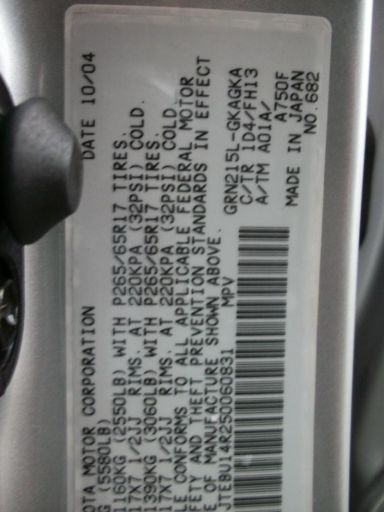 OTA MOTOR CORPORATION DATE 10/04
G (5580LB)
1160KG (2550LB) WITH P265/65R17 TIRES.
17X7 1/2JJ RIMS. AT 220KPA (32PSI) COLD.
1390KG (3060LB) WITH P265/65R17 TIRES.
17X7 1/2JJ RIMS. AT 220KPA (32PSI) COLD
LE CONFORMS TO ALL APPLICABLE FEDERAL MOTOR
FETY AND THEFT PREVENTION STANDARDS IN EFFECT
E OF MANUFACTURE SHOWN ABOVE.
JTEBU14R250060831 MPV
GRN215L-GKAGKA
C/TR 1D4/FH13
A/TM A01A/
A750F
MADE IN JAPAN
NO.682